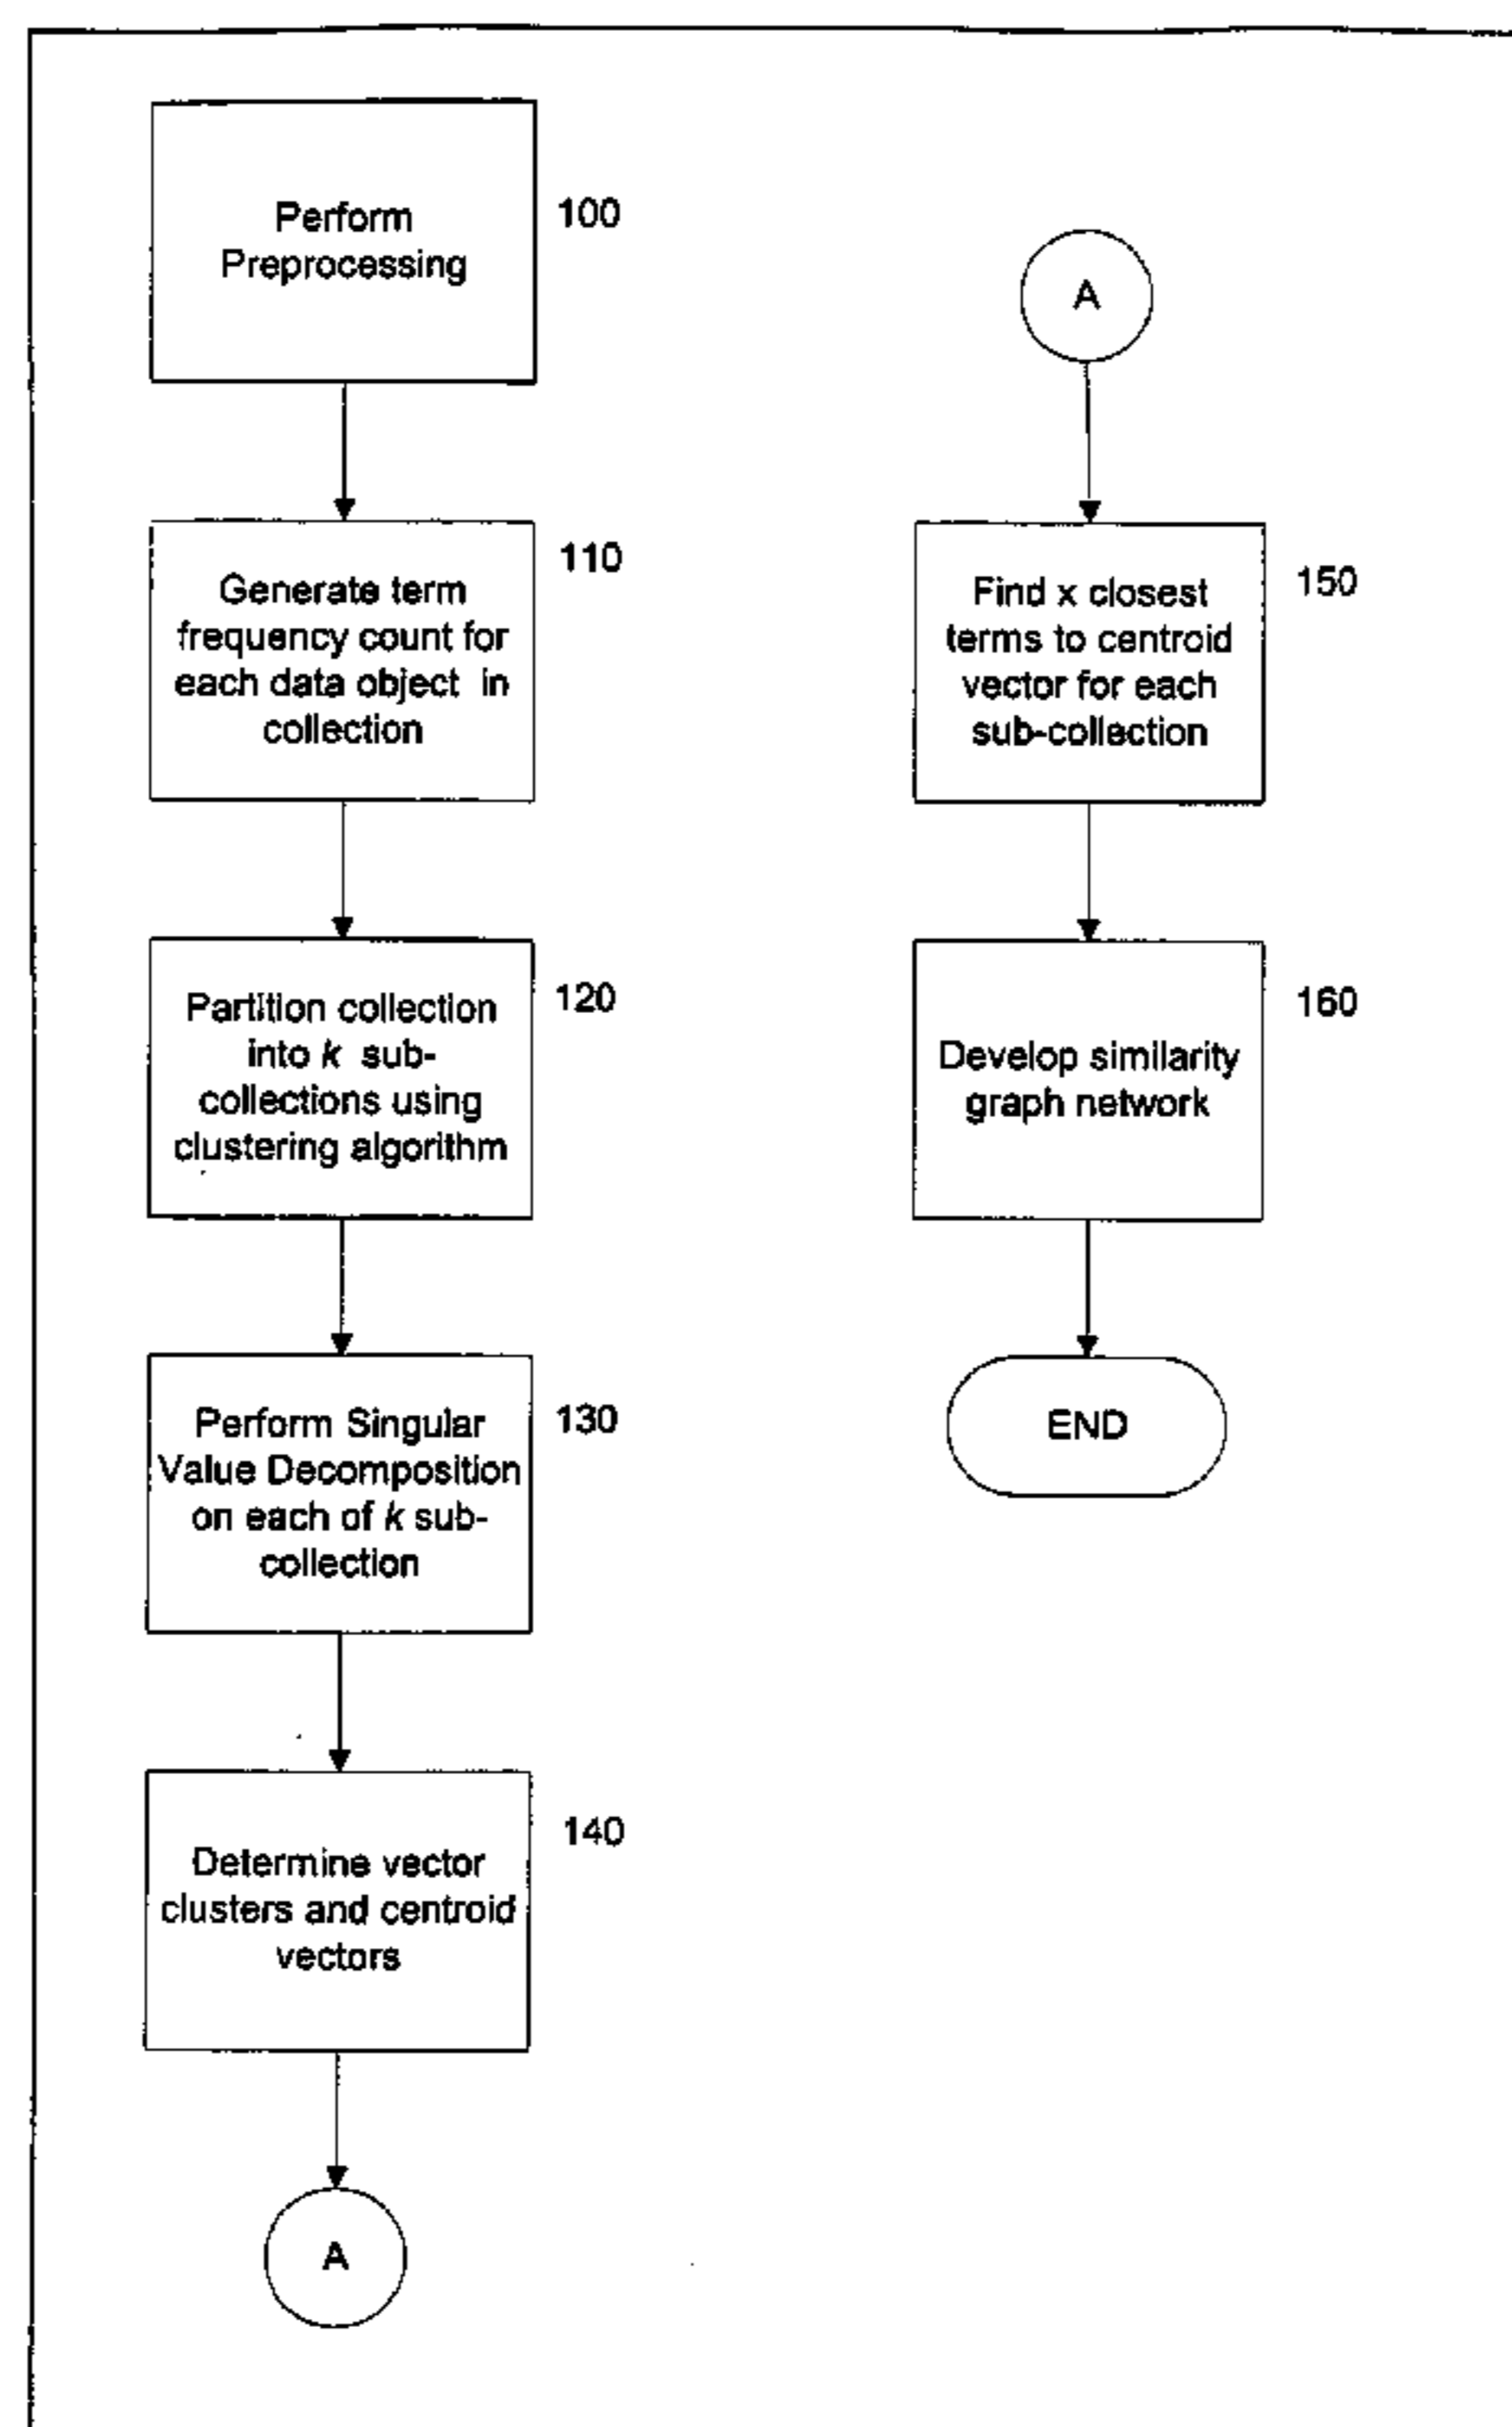 Perform
Preprocessing
100
Generate term
frequency count for
each data object in
collection
110
Partition collection
into k sub-
collections using
clustering algorithm
120
Perform Singular
Value Decomposition
on each of k sub-
collection
130
Determine vector
clusters and centroid
vectors
140
A
A
Find x closest
terms to centroid
vector for each
sub-collection
150
Develop similarity
graph network
160
END